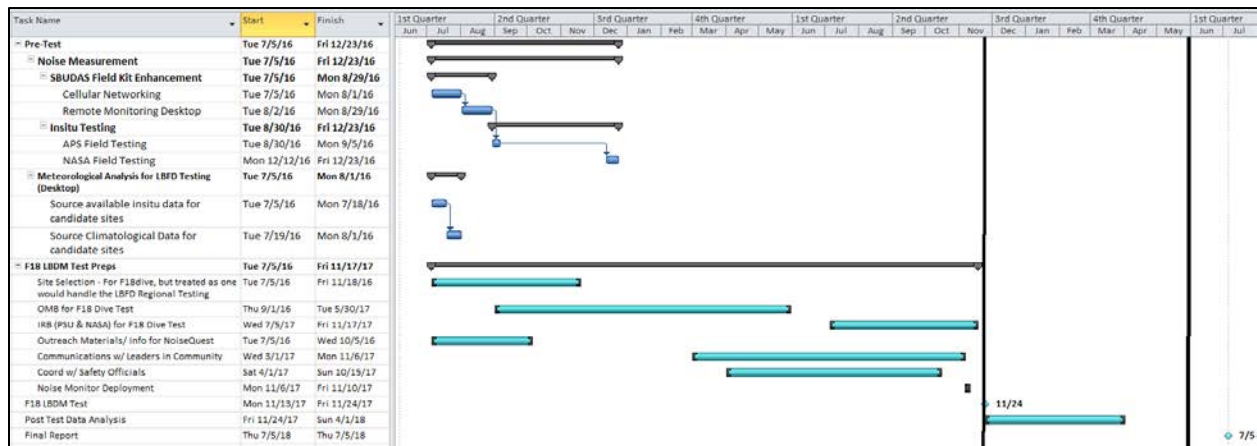 Task Name Start Finish 1st Quarter 2nd Quarter 3rd Quarter 4th Quarter 1st Quarter 2nd Quarter 3rd Quarter 4th Quarter 1st Quarter
Jun Jul Aug Sep Oct Nov Dec Jan Feb Mar Apr May Jun Jul Aug Sep Oct Nov Dec Jan Feb Mar Apr May Jun Jul
Pre-Test Tue 7/5/16 Fri 12/23/16
Noise Measurement Tue 7/5/16 Fri 12/23/16
SBUDAS Field Kit Enhancement Tue 7/5/16 Mon 8/29/16
Cellular Networking Tue 7/5/16 Mon 8/1/16
Remote Monitoring Desktop Tue 8/2/16 Mon 8/29/16
Insitu Testing Tue 8/30/16 Fri 12/23/16
APS Field Testing Tue 8/30/16 Mon 9/5/16
NASA Field Testing Mon 12/12/16 Fri 12/23/16
Meteorological Analysis for LBFD Testing Tue 7/5/16 Mon 8/1/16
(Desktop)
Source available insitu data for Tue 7/5/16 Mon 7/18/16
candidate sites
Source Climatological Data for Tue 7/19/16 Mon 8/1/16
candidate sites
F18 LBDM Test Preps Tue 7/5/16 Fri 11/17/17
Site Selection - For F18dive, but treated as one Tue 7/5/16 Fri 11/18/16
would handle the LBFD Regional Testing
OMB for F18 Dive Test Thu 9/1/16 Tue 5/30/17
IRB (PSU & NASA) for F18 Dive Test Wed 7/5/17 Fri 11/17/17
Outreach Materials/ Info for NoiseQuest Tue 7/5/16 Wed 10/5/16
Communications w/ Leaders in Community Wed 3/1/17 Mon 11/6/17
Coord w/ Safety Officials Sat 4/1/17 Sun 10/15/17
Noise Monitor Deployment Mon 11/6/17 Fri 11/10/17
F18 LBDM Test Mon 11/13/17 Fri 11/24/17 11/24
Post Test Data Analysis Fri 11/24/17 Sun 4/1/18
Final Report Thu 7/5/18 Thu 7/5/18 7/5